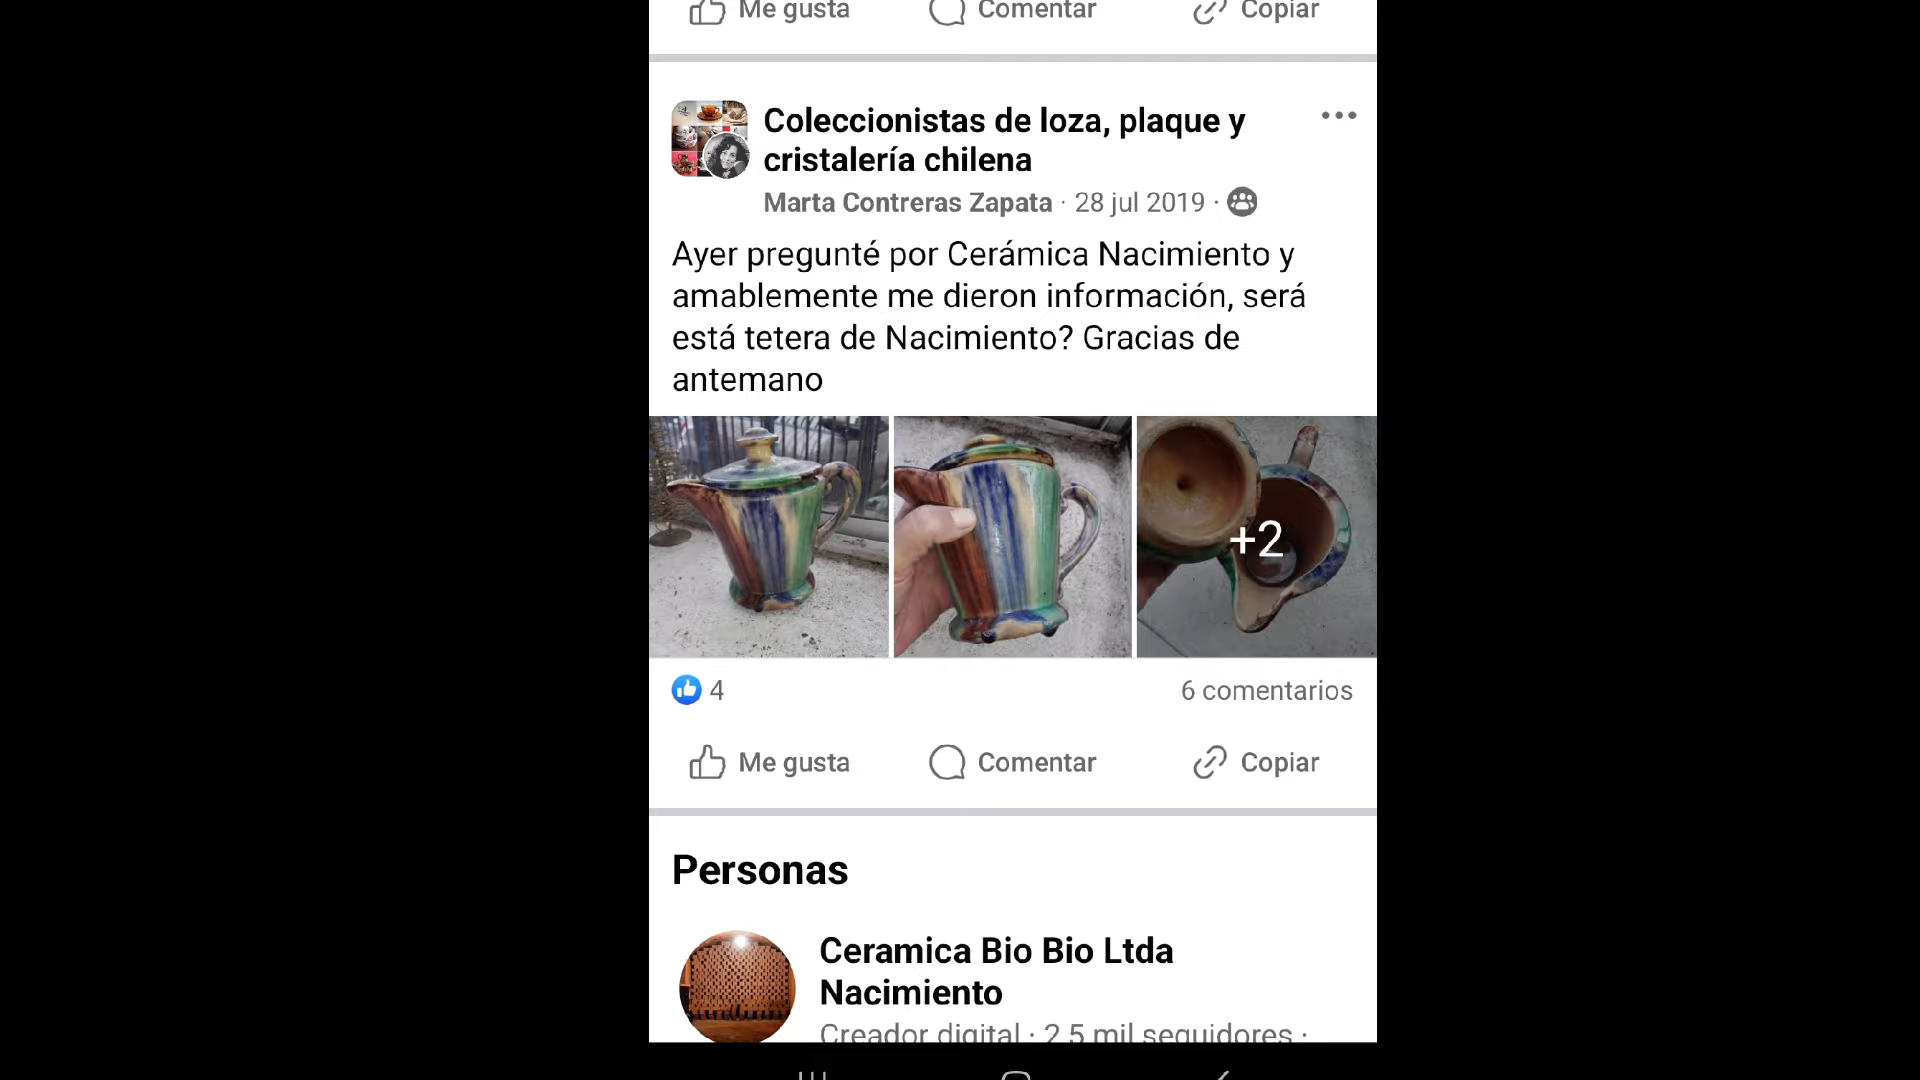 Me gusta Comentar Copiar
Coleccionistas de loza, plaque y
cristalería chilena
Marta Contreras Zapata · 28 jul 2019 ·
Ayer pregunté por Cerámica Nacimiento y
amablemente me dieron información, será
está tetera de Nacimiento? Gracias de
antemano
+2
4 6 comentarios
Me gusta Comentar Copiar
Personas
Ceramica Bio Bio Ltda
Nacimiento
Creador digital · 2,5 mil seguidores ·